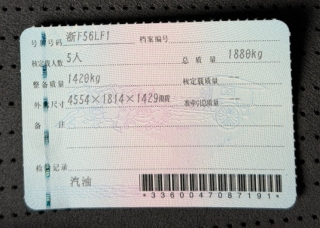 号牌号码 浙F56LF1 档案编号
核定载人数 5人 总质量 1880kg
整备质量 1420kg 核定载质量
外廓尺寸 4554×1814×1429mm 准牵引总质量
备注
检验记录
汽油
*3360047087191*